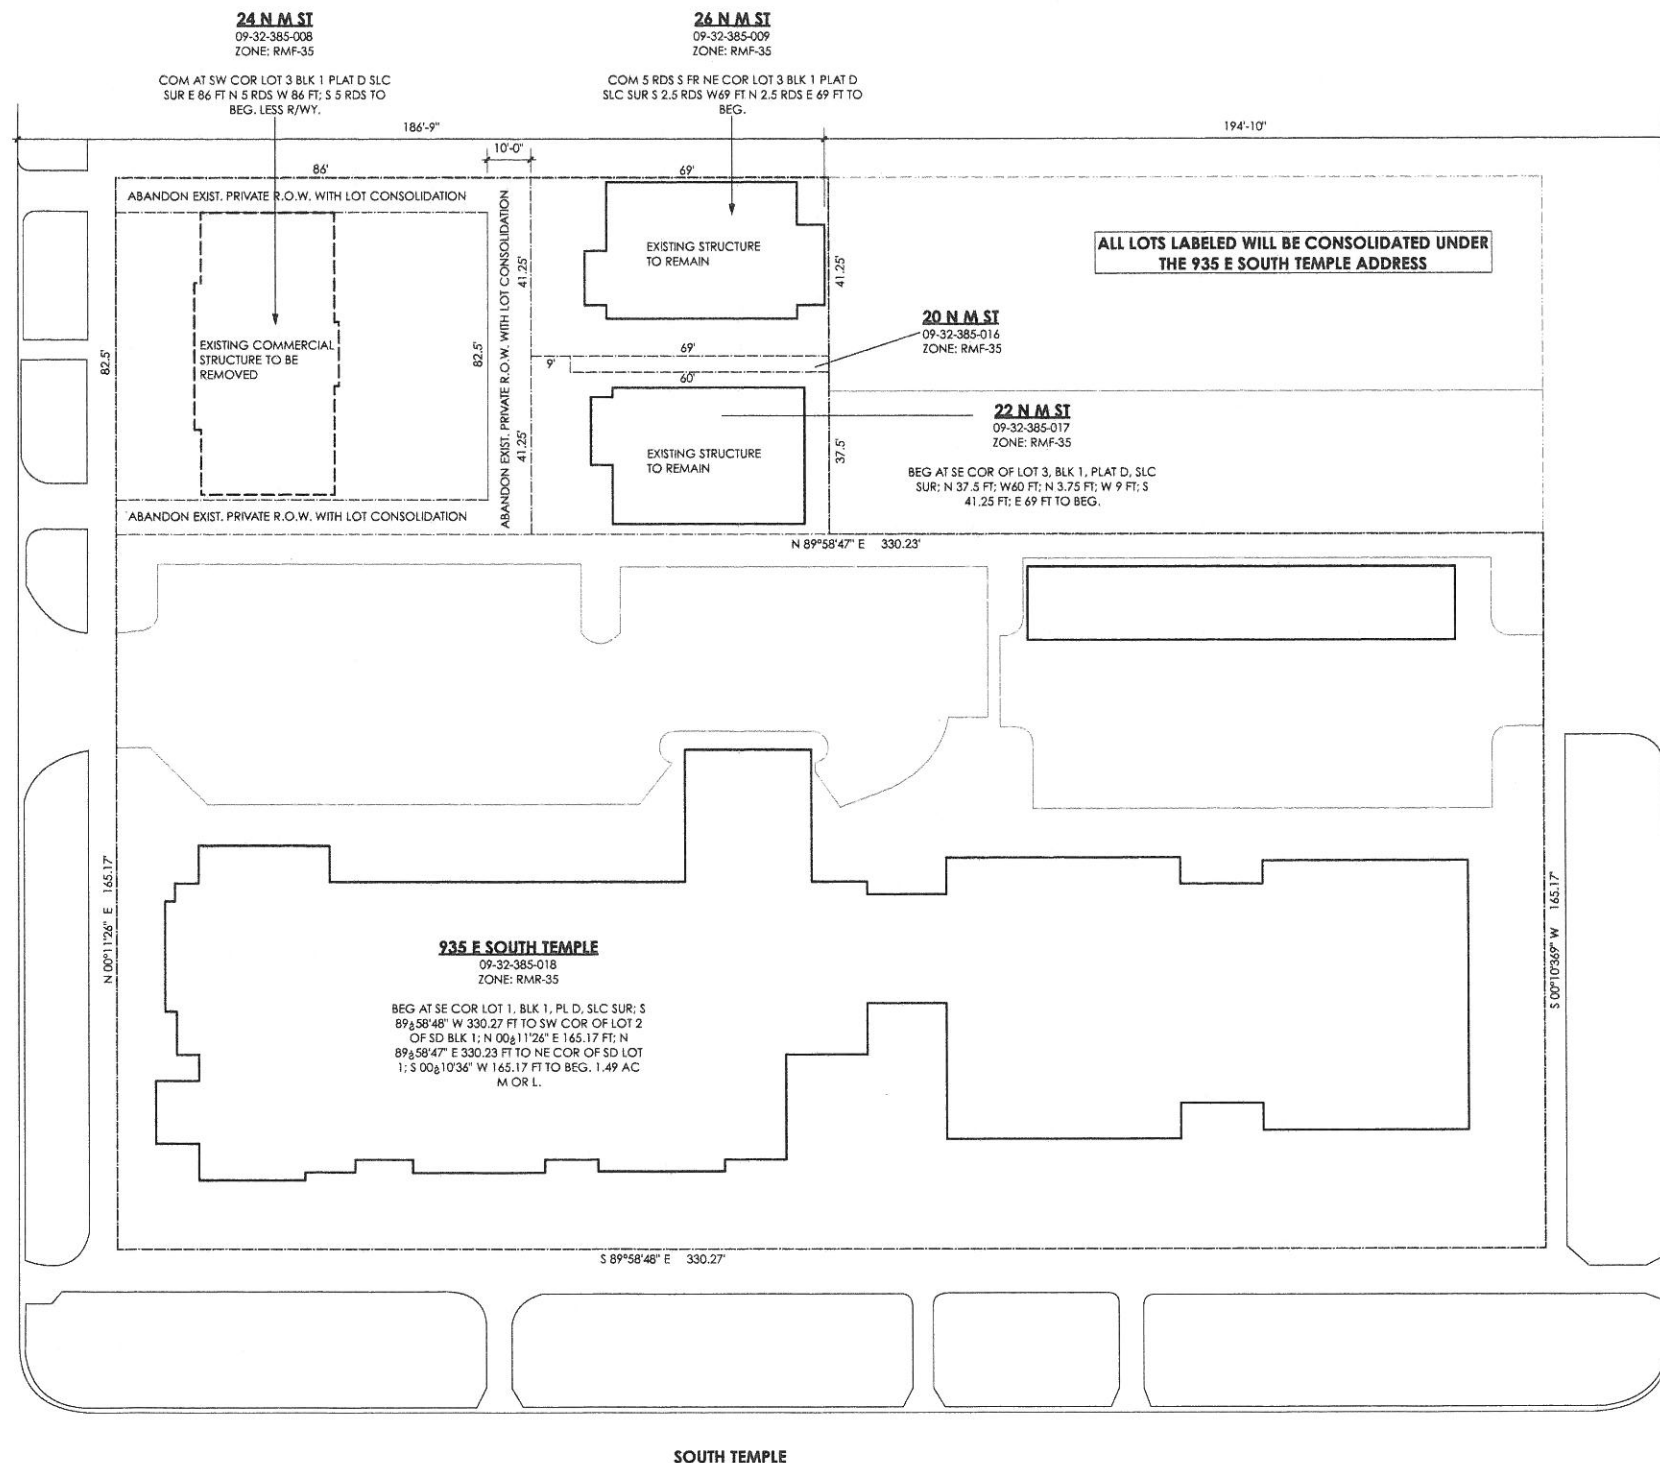 24 N M ST
09-32-385-008
ZONE: RMF-35
COM AT SW COR LOT 3 BLK 1 PLAT D SLC
SUR E 86 FT N 5 RDS W 86 FT; S 5 RDS TO
BEG. LESS R/WY.
26 N M ST
09-32-385-009
ZONE: RMF-35
COM 5 RDS S FR NE COR LOT 3 BLK 1 PLAT D
SLC SUR S 2.5 RDS W69 FT N 2.5 RDS E 69 FT TO
BEG.
186'-9"
194'-10"
10'-0"
86'
69'
ABANDON EXIST. PRIVATE R.O.W. WITH LOT CONSOLIDATION
ABANDON EXIST. PRIVATE R.O.W. WITH LOT CONSOLIDATION
EXISTING STRUCTURE
TO REMAIN
41.25'
41.25'
ALL LOTS LABELED WILL BE CONSOLIDATED UNDER
THE 935 E SOUTH TEMPLE ADDRESS
20 N M ST
09-32-385-016
ZONE: RMF-35
EXISTING COMMERCIAL
STRUCTURE TO BE
REMOVED
82.5'
82.5'
69'
9'
60'
22 N M ST
09-32-385-017
ZONE: RMF-35
EXISTING STRUCTURE
TO REMAIN
41.25'
37.5'
BEG AT SE COR OF LOT 3, BLK 1, PLAT D, SLC
SUR; N 37.5 FT; W60 FT; N 3.75 FT; W 9 FT; S
41.25 FT; E 69 FT TO BEG.
ABANDON EXIST. PRIVATE R.O.W. WITH LOT CONSOLIDATION
N 89°58'47" E 330.23'
N 00°11'26" E 165.17'
S 00°10'369" W 165.17'
935 E SOUTH TEMPLE
09-32-385-018
ZONE: RMR-35
BEG AT SE COR LOT 1, BLK 1, PL D, SLC SUR; S
89ģ58'48" W 330.27 FT TO SW COR OF LOT 2
OF SD BLK 1; N 00ģ11'26" E 165.17 FT; N
89ģ58'47" E 330.23 FT TO NE COR OF SD LOT
1; S 00ģ10'36" W 165.17 FT TO BEG. 1.49 AC
M OR L.
S 89°58'48" E 330.27'
SOUTH TEMPLE